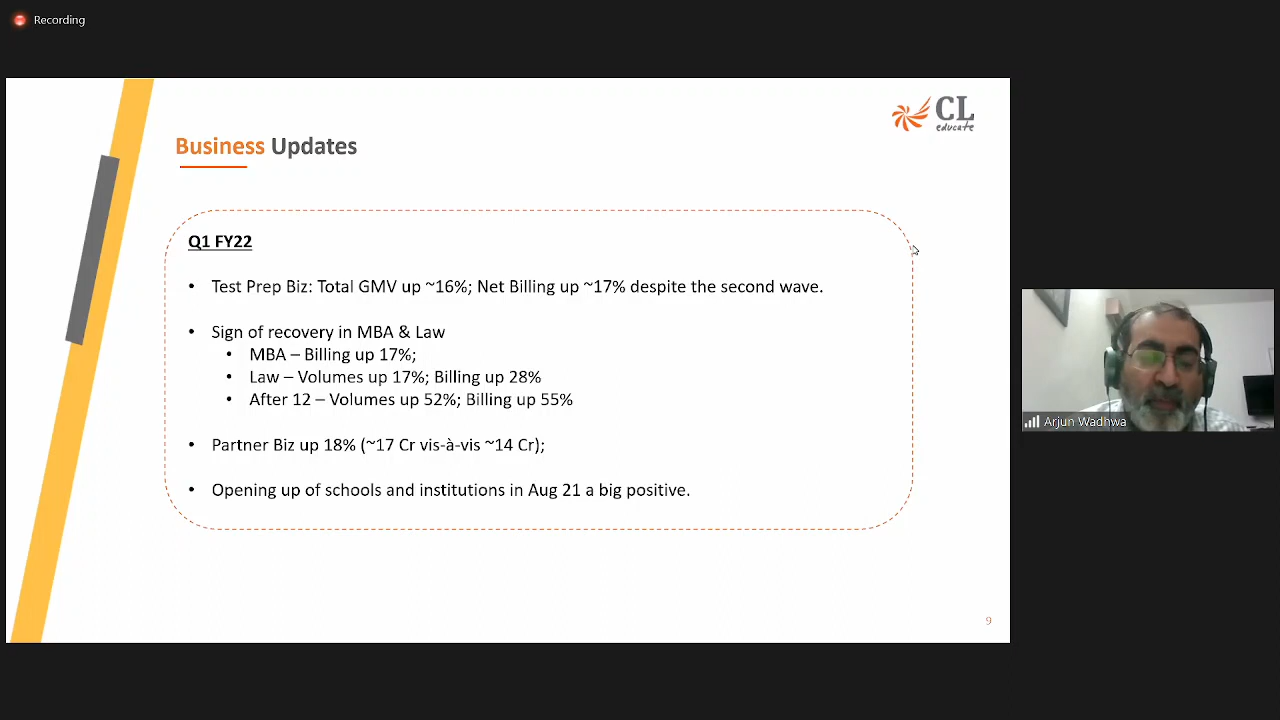 Recording
CL
educate
Business Updates
Q1 FY22
• Test Prep Biz: Total GMV up ~16%; Net Billing up ~17% despite the second wave.
• Sign of recovery in MBA & Law
• MBA – Billing up 17%;
• Law – Volumes up 17%; Billing up 28%
• After 12 – Volumes up 52%; Billing up 55%
• Partner Biz up 18% (~17 Cr vis-à-vis ~14 Cr);
• Opening up of schools and institutions in Aug 21 a big positive.
9
Arjun Wadhwa